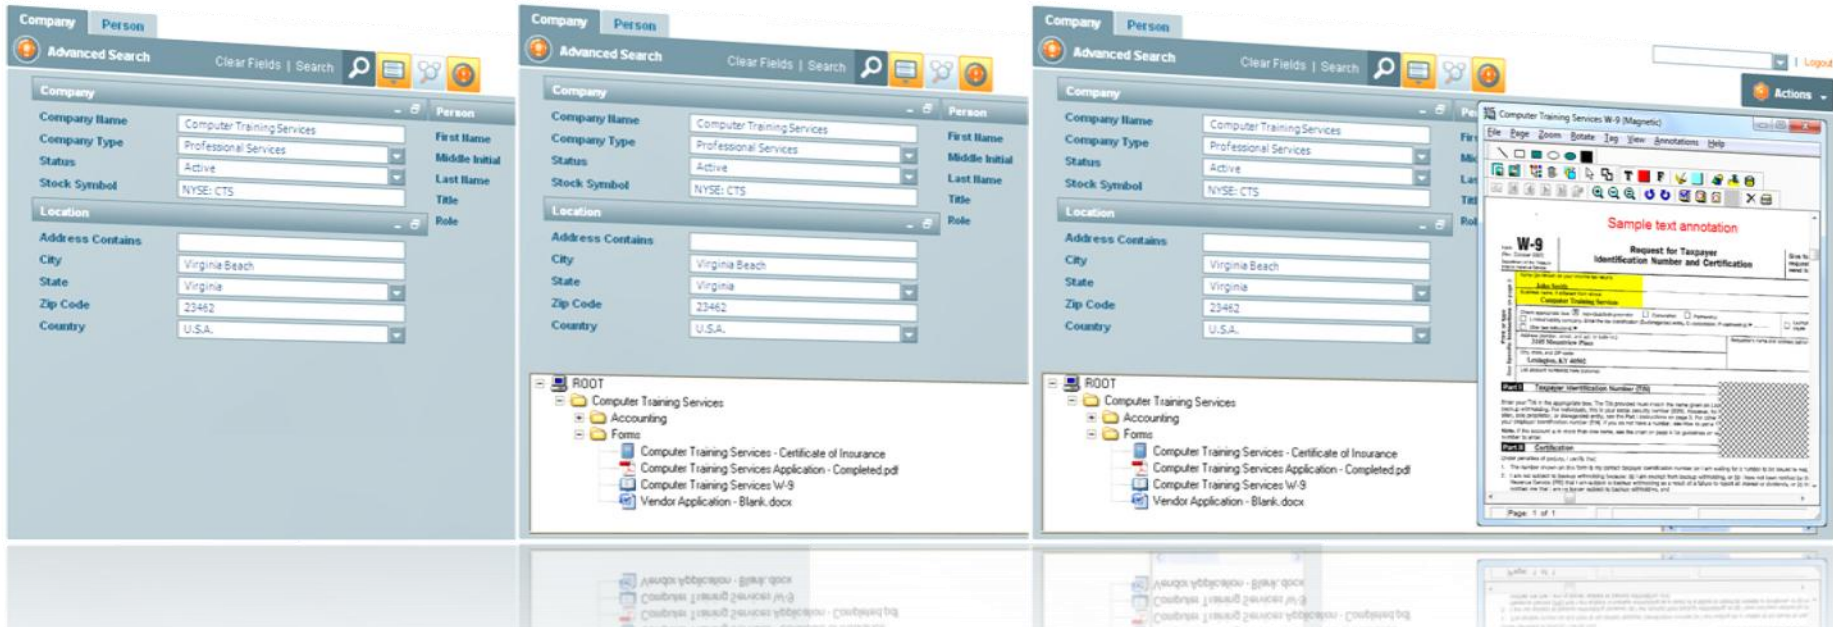 Company Person
Advanced Search Clear Fields | Search
Company
Person
Company Name Computer Training Services
First Name
Company Type Professional Services
Middle Initial
Status Active
Last Name
Stock Symbol NYSE: CTS
Title
Location
Role
Address Contains
City Virginia Beach
State Virginia
Zip Code 23462
Country U.S.A.
Company Person
Advanced Search Clear Fields | Search
Company
Person
Company Name Computer Training Services
First Name
Company Type Professional Services
Middle Initial
Status Active
Last Name
Stock Symbol NYSE: CTS
Title
Location
Role
Address Contains
City Virginia Beach
State Virginia
Zip Code 23462
Country U.S.A.
ROOT
Computer Training Services
Accounting
Forms
Computer Training Services - Certificate of Insurance
Computer Training Services Application - Completed.pdf
Computer Training Services W-9
Vendor Application - Blank.docx
Company Person
Advanced Search Clear Fields | Search
| Logout
Actions
Company
Company Name Computer Training Services
Company Type Professional Services
Status Active
Stock Symbol NYSE: CTS
Location
Address Contains
City Virginia Beach
State Virginia
Zip Code 23462
Country U.S.A.
ROOT
Computer Training Services
Accounting
Forms
Computer Training Services - Certificate of Insurance
Computer Training Services Application - Completed.pdf
Computer Training Services W-9
Vendor Application - Blank.docx
Computer Training Services W-9 (Magnetic)
File Page Zoom Rotate Tag View Annotations Help
Sample text annotation
W-9
Request for Taxpayer
Identification Number and Certification
John Smith
Computer Training Services
Lexington, KY 40502
Part I Taxpayer Identification Number (TIN)
Part II Certification
Page: 1 of 1